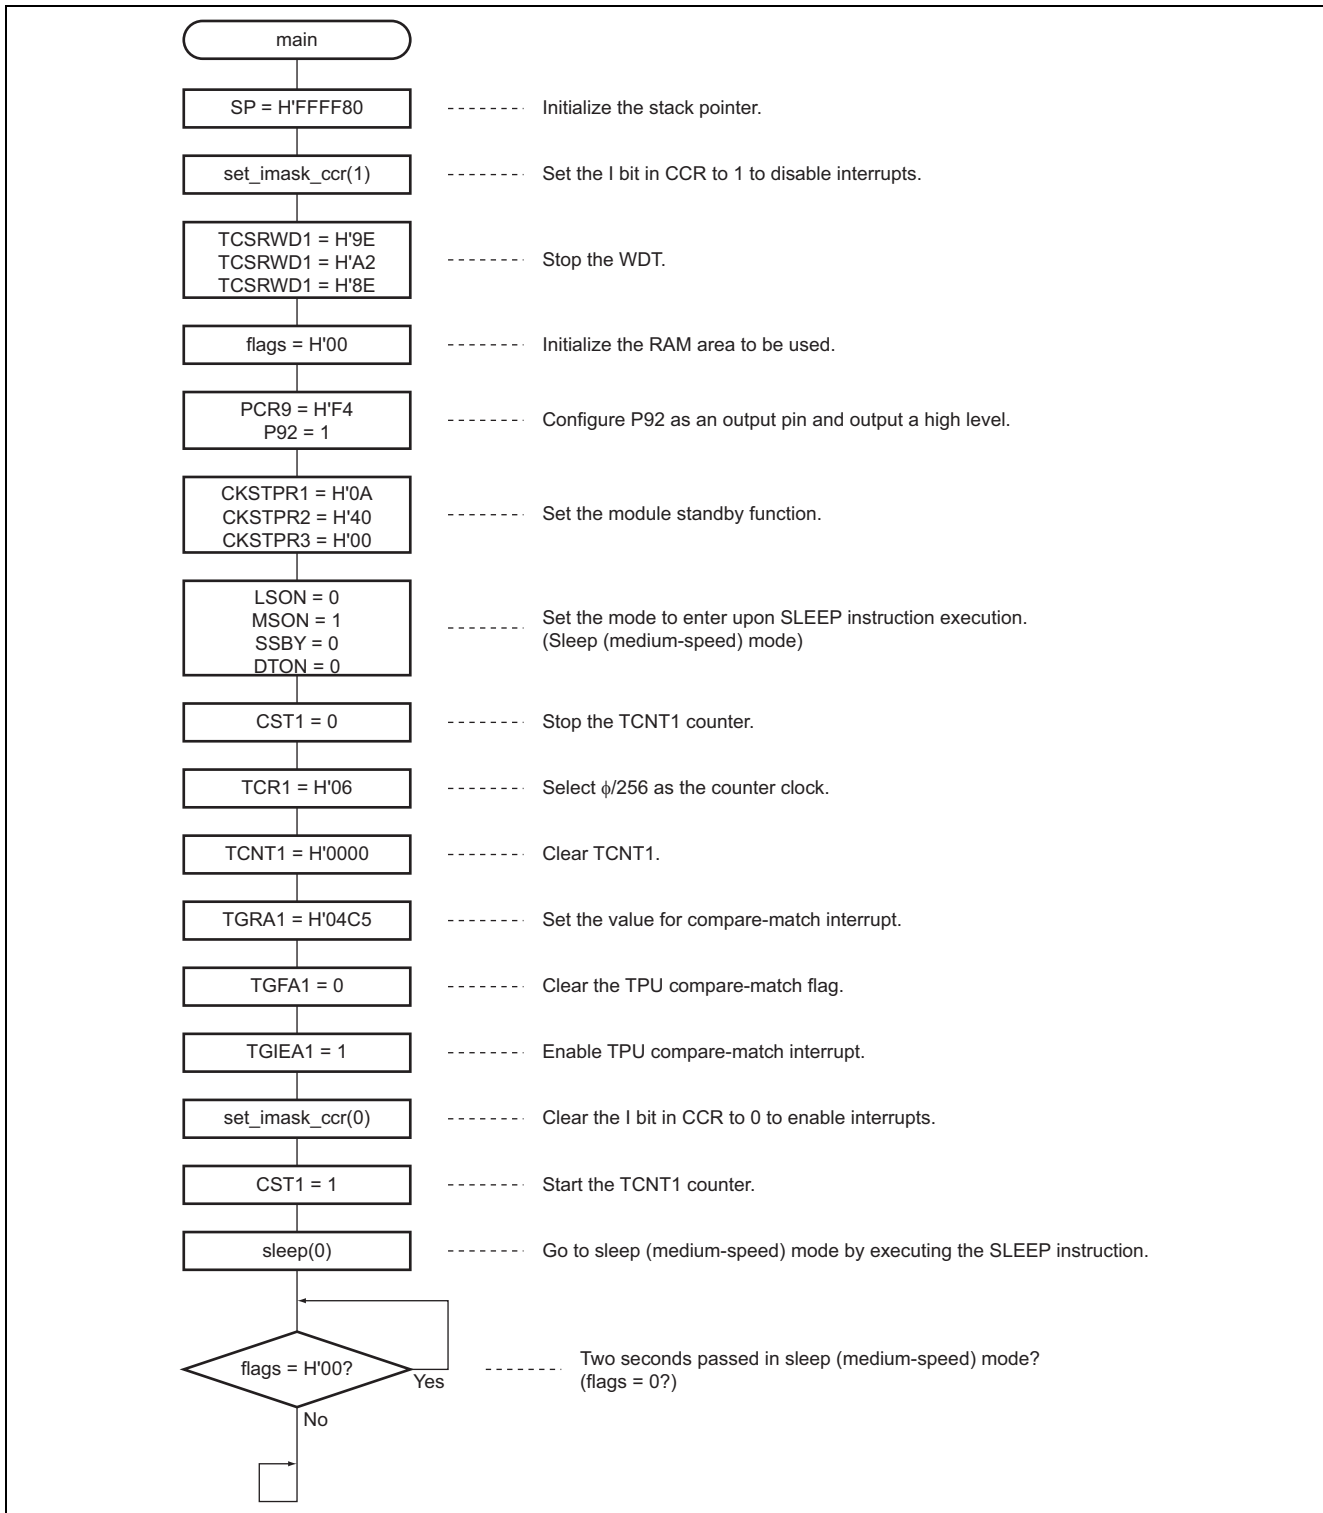 main
SP = H'FFFF80
Initialize the stack pointer.
set_imask_ccr(1)
Set the I bit in CCR to 1 to disable interrupts.
TCSRWD1 = H'9E
TCSRWD1 = H'A2
TCSRWD1 = H'8E
Stop the WDT.
flags = H'00
Initialize the RAM area to be used.
PCR9 = H'F4
P92 = 1
Configure P92 as an output pin and output a high level.
CKSTPR1 = H'0A
CKSTPR2 = H'40
CKSTPR3 = H'00
Set the module standby function.
LSON = 0
MSON = 1
SSBY = 0
DTON = 0
Set the mode to enter upon SLEEP instruction execution.
(Sleep (medium-speed) mode)
CST1 = 0
Stop the TCNT1 counter.
TCR1 = H'06
Select ϕ/256 as the counter clock.
TCNT1 = H'0000
Clear TCNT1.
TGRA1 = H'04C5
Set the value for compare-match interrupt.
TGFA1 = 0
Clear the TPU compare-match flag.
TGIEA1 = 1
Enable TPU compare-match interrupt.
set_imask_ccr(0)
Clear the I bit in CCR to 0 to enable interrupts.
CST1 = 1
Start the TCNT1 counter.
sleep(0)
Go to sleep (medium-speed) mode by executing the SLEEP instruction.
flags = H'00?
Yes
Two seconds passed in sleep (medium-speed) mode?
(flags = 0?)
No